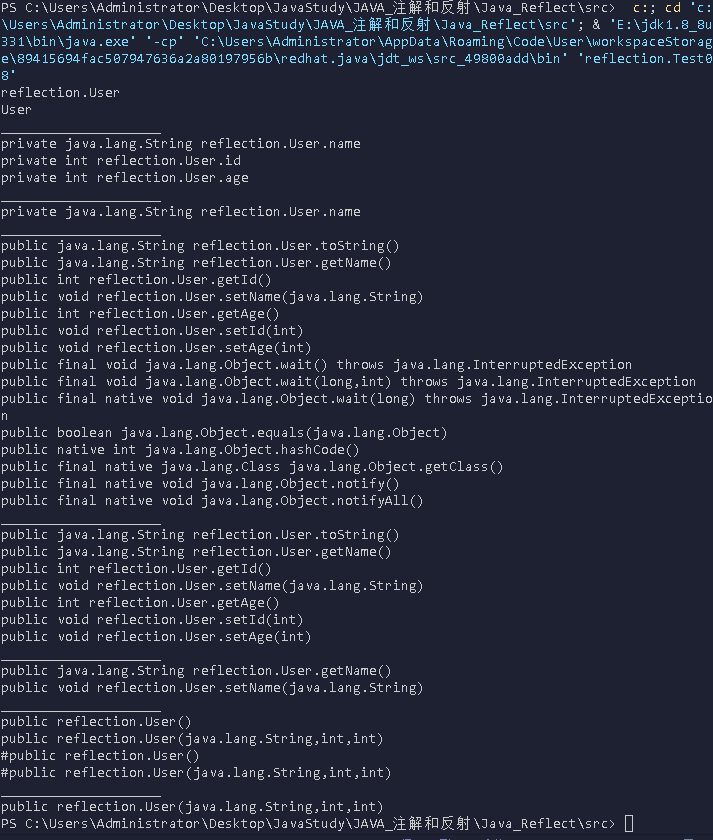 PS C:\Users\Administrator\Desktop\JavaStudy\JAVA_注解和反射\Java_Reflect\src>  c:; cd 'c:
\Users\Administrator\Desktop\JavaStudy\JAVA_注解和反射\Java_Reflect\src'; & 'E:\jdk1.8_8u
331\bin\java.exe' '-cp' 'C:\Users\Administrator\AppData\Roaming\Code\User\workspaceStorag
e\89415694fac507947636a2a80197956b\redhat.java\jdt_ws\src_49800add\bin' 'reflection.Test0
8'
reflection.User
User
____________________
private java.lang.String reflection.User.name
private int reflection.User.id
private int reflection.User.age
____________________
private java.lang.String reflection.User.name
____________________
public java.lang.String reflection.User.toString()
public java.lang.String reflection.User.getName()
public int reflection.User.getId()
public void reflection.User.setName(java.lang.String)
public int reflection.User.getAge()
public void reflection.User.setId(int)
public void reflection.User.setAge(int)
public final void java.lang.Object.wait() throws java.lang.InterruptedException
public final void java.lang.Object.wait(long,int) throws java.lang.InterruptedException
public final native void java.lang.Object.wait(long) throws java.lang.InterruptedExceptio
n
public boolean java.lang.Object.equals(java.lang.Object)
public native int java.lang.Object.hashCode()
public final native java.lang.Class java.lang.Object.getClass()
public final native void java.lang.Object.notify()
public final native void java.lang.Object.notifyAll()
____________________
public java.lang.String reflection.User.toString()
public java.lang.String reflection.User.getName()
public int reflection.User.getId()
public void reflection.User.setName(java.lang.String)
public int reflection.User.getAge()
public void reflection.User.setId(int)
public void reflection.User.setAge(int)
____________________
public java.lang.String reflection.User.getName()
public void reflection.User.setName(java.lang.String)
____________________
public reflection.User()
public reflection.User(java.lang.String,int,int)
#public reflection.User()
#public reflection.User(java.lang.String,int,int)
____________________
public reflection.User(java.lang.String,int,int)
PS C:\Users\Administrator\Desktop\JavaStudy\JAVA_注解和反射\Java_Reflect\src>